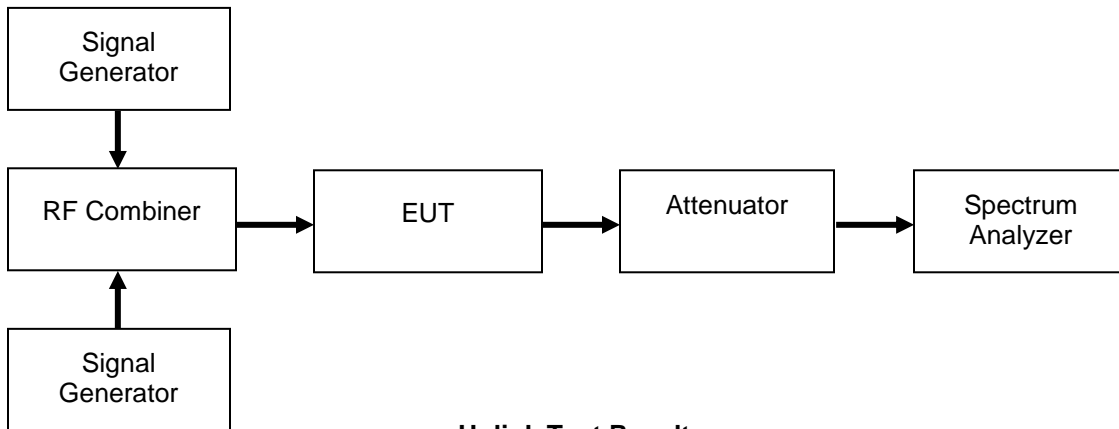 Signal
Generator
RF Combiner
EUT
Attenuator
Spectrum
Analyzer
Signal
Generator